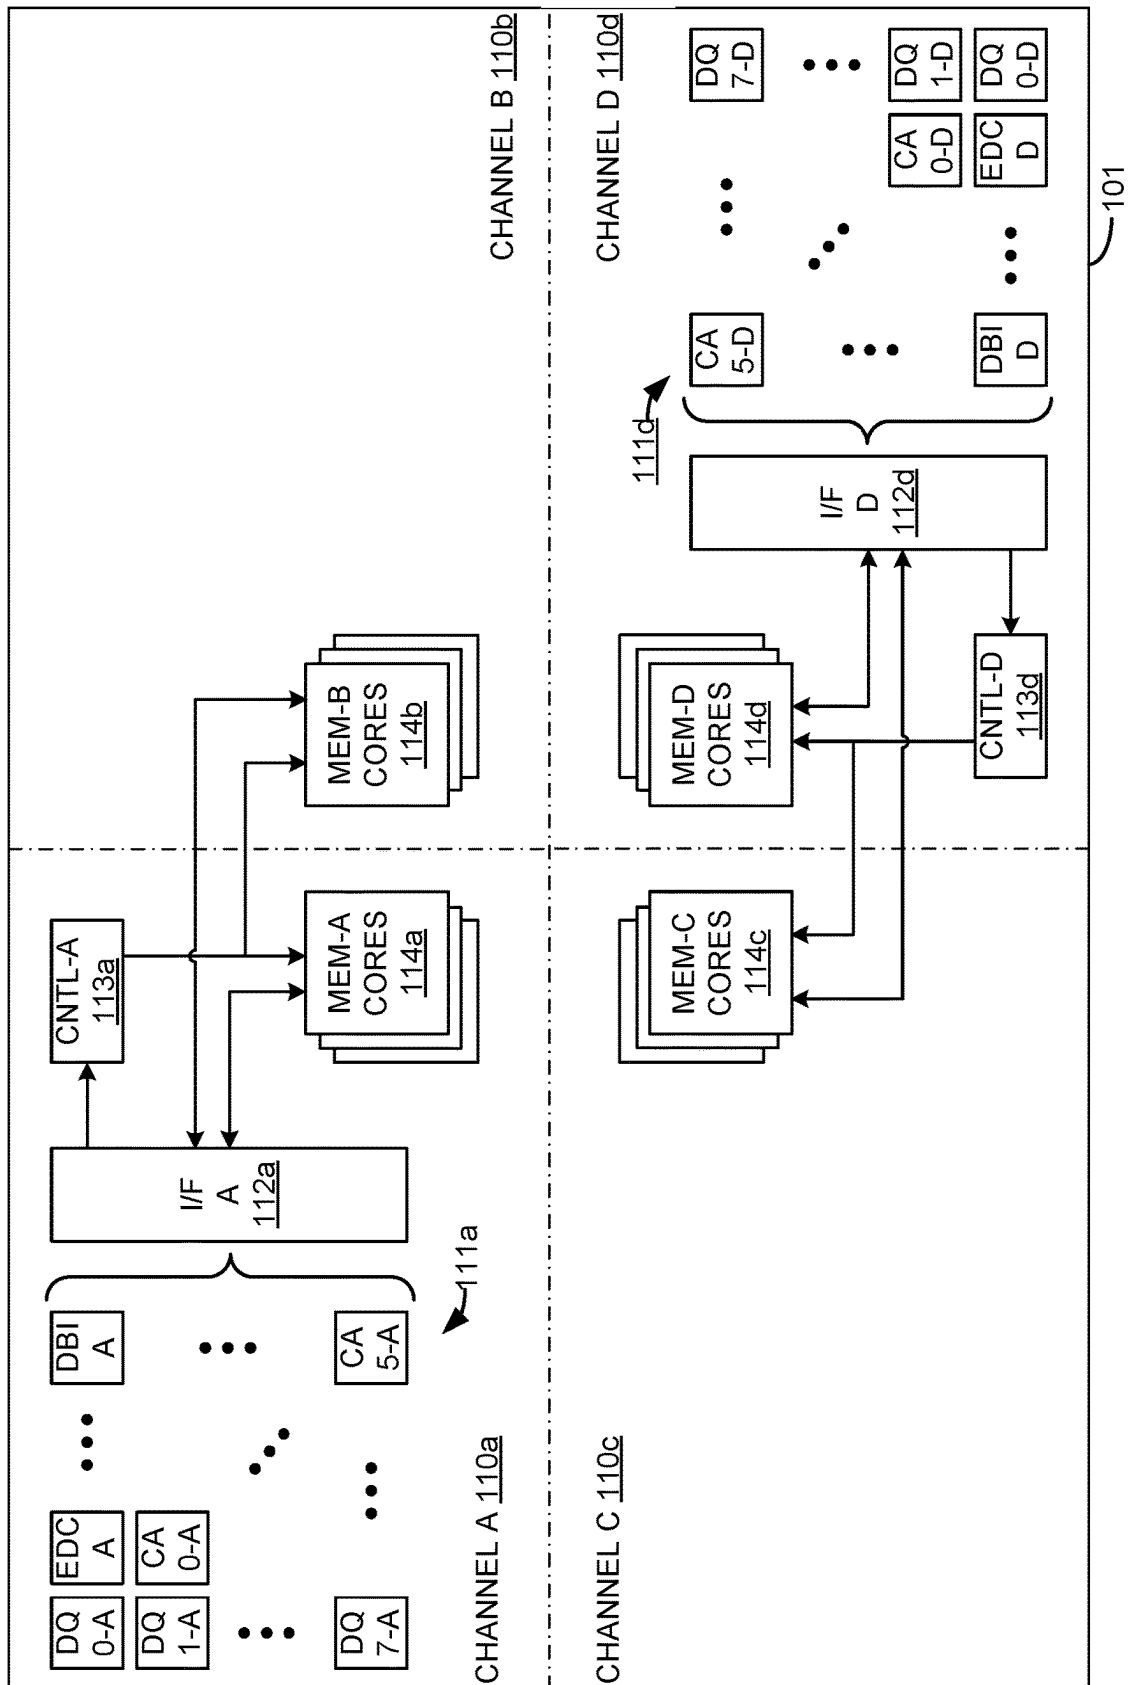 DQ
0-A
EDC
A
DBI
A
DQ
1-A
CA
0-A
DQ
7-A
CA
5-A
111a
I/F
A
112a
CNTL-A
113a
MEM-A
CORES
114a
MEM-B
CORES
114b
CHANNEL A 110a
CHANNEL B 110b
CHANNEL C 110c
CHANNEL D 110d
MEM-C
CORES
114c
MEM-D
CORES
114d
CNTL-D
113d
I/F
D
112d
111d
CA
5-D
DQ
7-D
CA
0-D
DQ
1-D
DBI
D
EDC
D
DQ
0-D
101